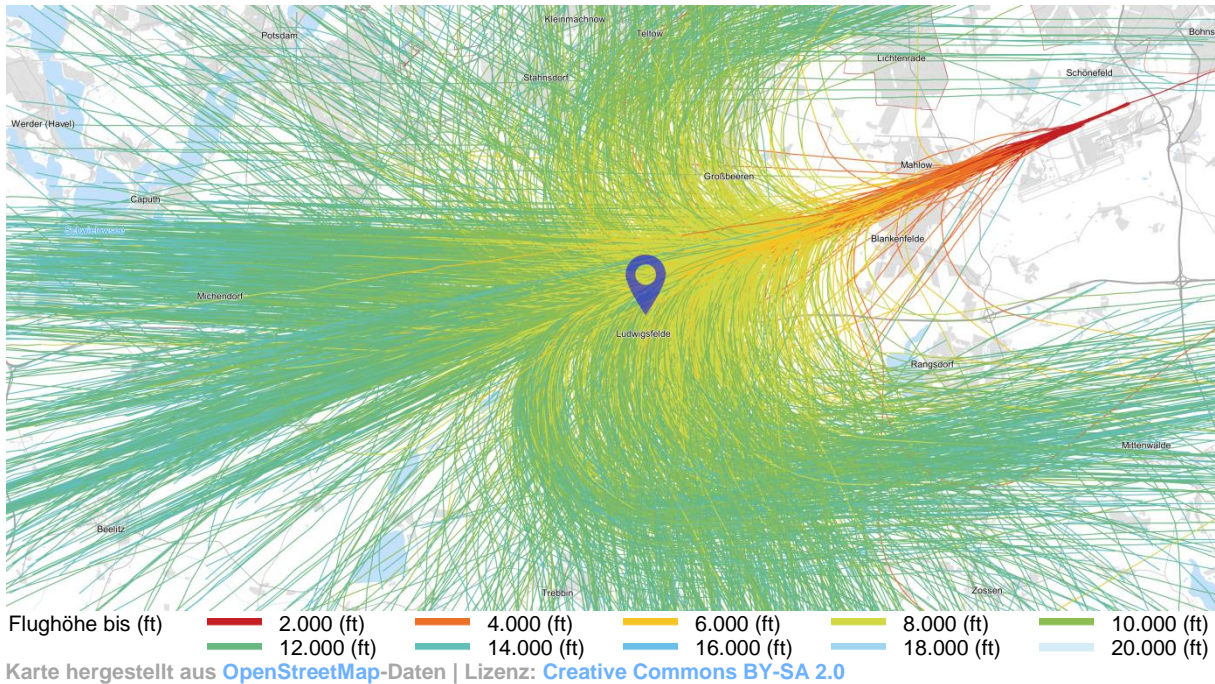 Kleinmachnow
Potsdam
Teltow
Bohns
Lichtenrade
Schönefeld
Stahnsdorf
Werder (Havel)
Mahlow
Großbeeren
Caputh
Schwielowsee
Blankenfelde
Michendorf
Ludwigsfelde
Rangsdorf
Mittenwalde
Beelitz
Trebbin
Zossen
Flughöhe bis (ft) 2.000 (ft) 4.000 (ft) 6.000 (ft) 8.000 (ft) 10.000 (ft)
12.000 (ft) 14.000 (ft) 16.000 (ft) 18.000 (ft) 20.000 (ft)
Karte hergestellt aus OpenStreetMap-Daten | Lizenz: Creative Commons BY-SA 2.0